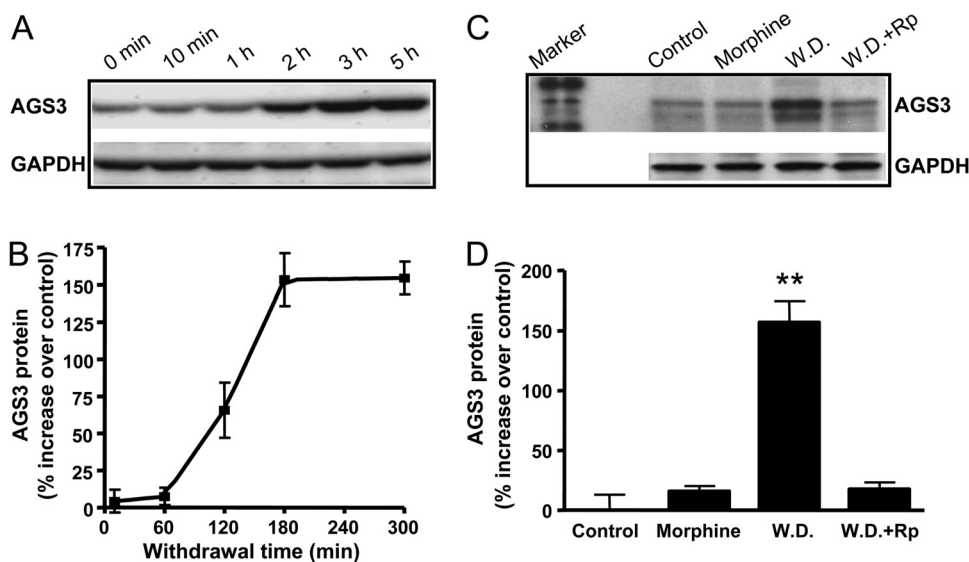 A
0 min 10 min 1 h 2 h 3 h 5 h
AGS3
GAPDH
B
AGS3 protein
(% increase over control)
175
150
125
100
75
50
25
0
0 60 120 180 240 300
Withdrawal time (min)
C
Marker Control Morphine W.D. W.D.+Rp
AGS3
GAPDH
D
AGS3 protein
(% increase over control)
200
150
100
50
0
**
Control Morphine W.D. W.D.+Rp